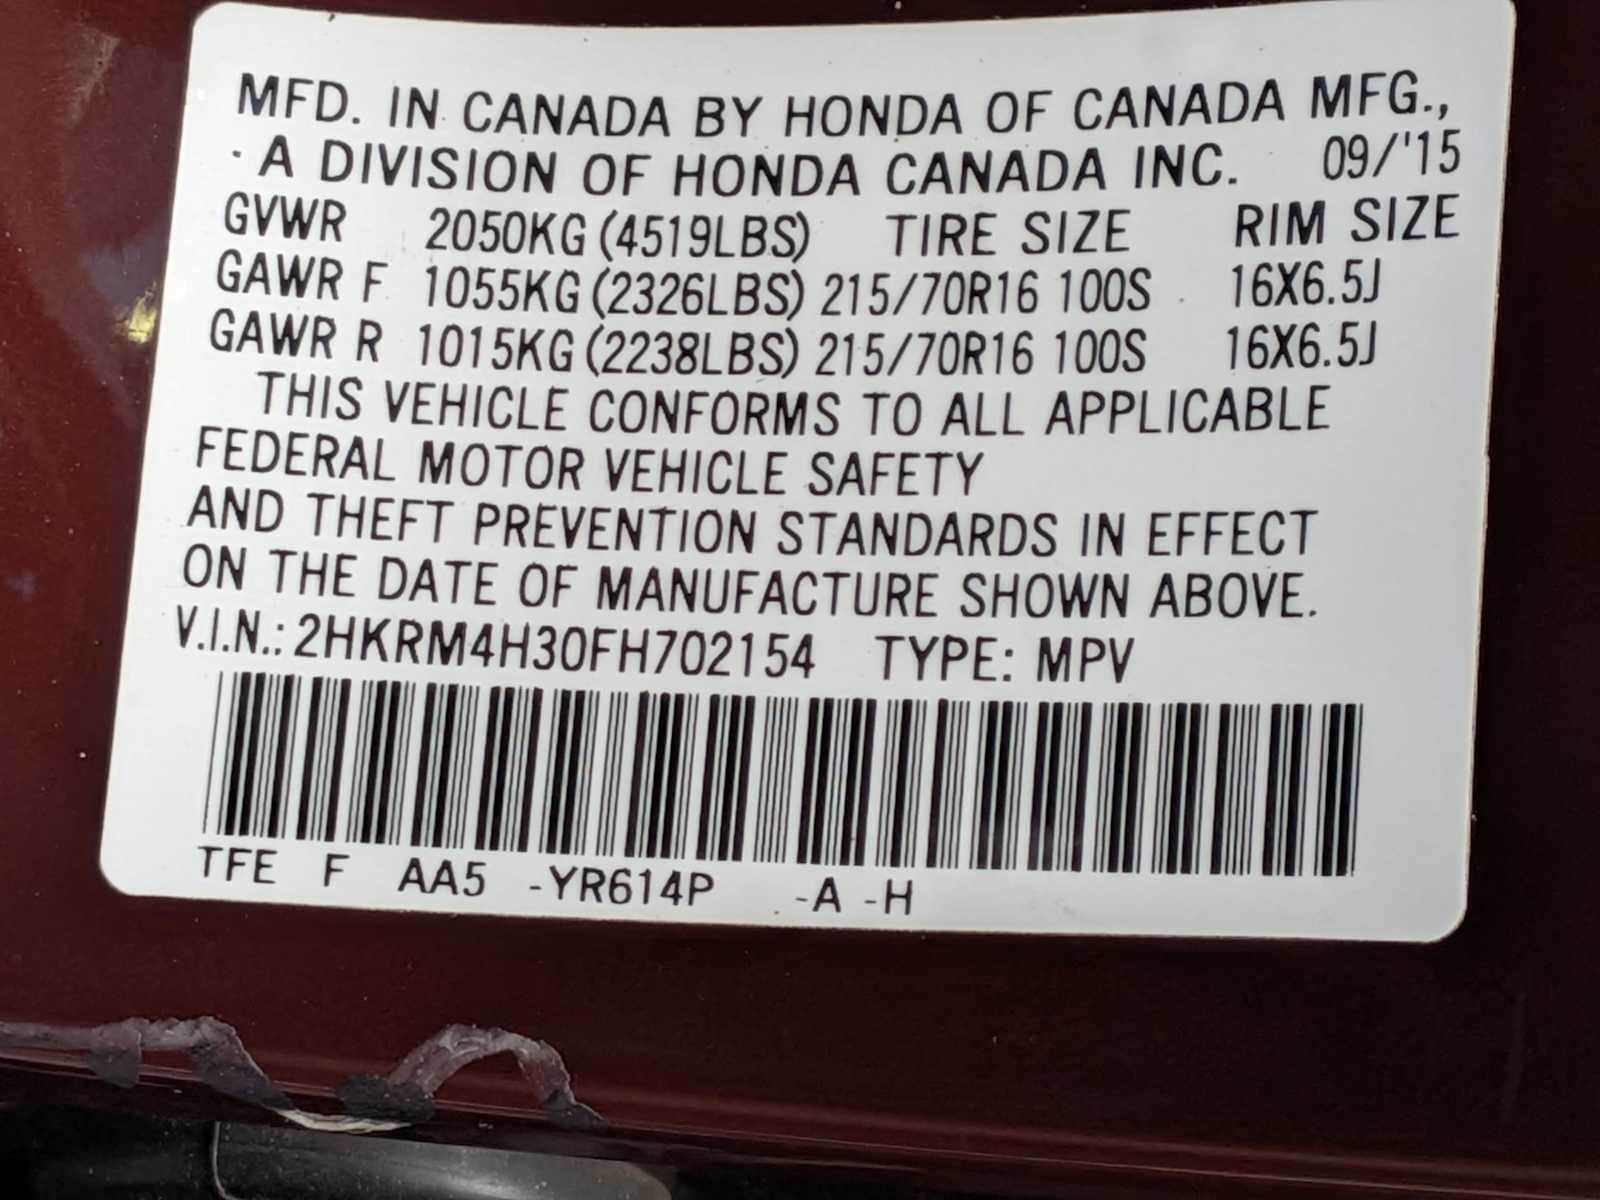 MFD. IN CANADA BY HONDA OF CANADA MFG.,
A DIVISION OF HONDA CANADA INC. 09/'15
GVWR 2050KG (4519LBS) TIRE SIZE RIM SIZE
GAWR F 1055KG (2326LBS) 215/70R16 100S 16X6.5J
GAWR R 1015KG (2238LBS) 215/70R16 100S 16X6.5J
THIS VEHICLE CONFORMS TO ALL APPLICABLE
FEDERAL MOTOR VEHICLE SAFETY
AND THEFT PREVENTION STANDARDS IN EFFECT
ON THE DATE OF MANUFACTURE SHOWN ABOVE.
V.I.N.: 2HKRM4H30FH702154 TYPE: MPV
TFE F AA5 -YR614P -A -H